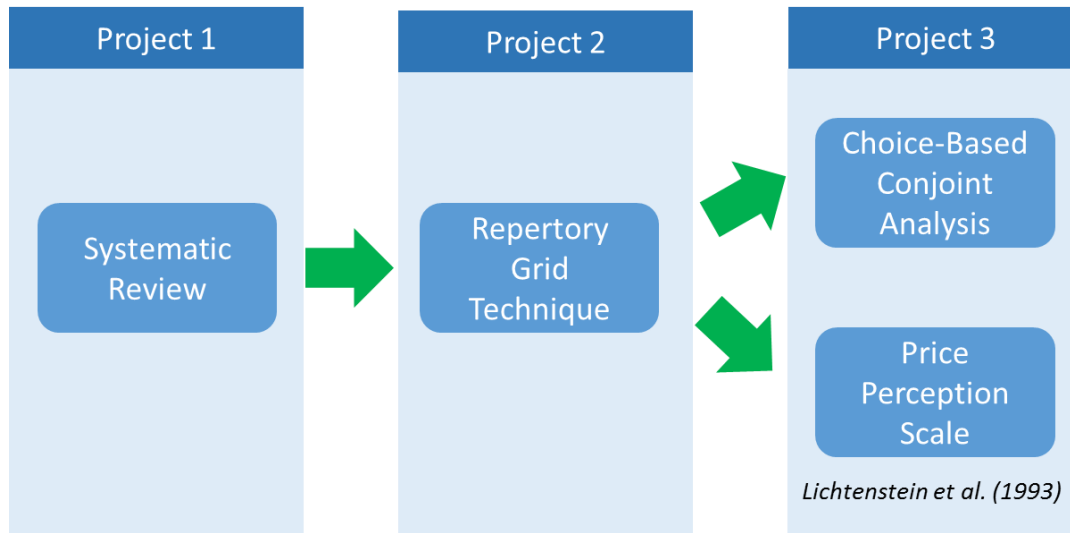 Project 1
Systematic
Review
Project 2
Repertory
Grid
Technique
Project 3
Choice-Based
Conjoint
Analysis
Price
Perception
Scale
Lichtenstein et al. (1993)